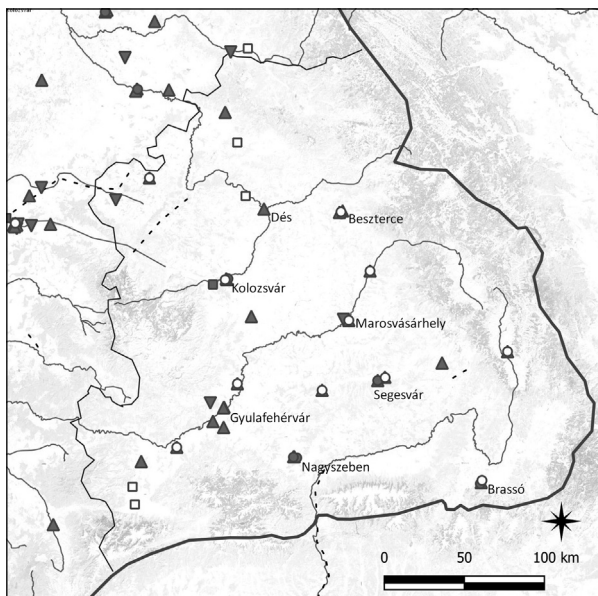 Dés
Beszterce
Kolozsvár
Marosvásárhely
Segesvár
Gyulafehérvár
Nagyszeben
Brassó
0 50 100 km